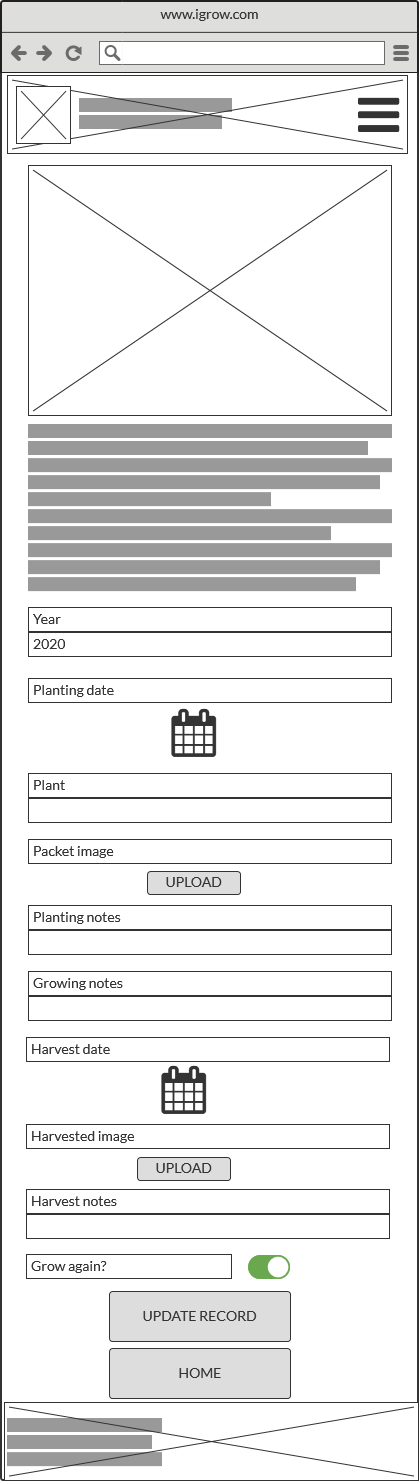 www.igrow.com
Year
2020
Planting date
Plant
Packet image
UPLOAD
Planting notes
Growing notes
Harvest date
Harvested image
UPLOAD
Harvest notes
Grow again?
UPDATE RECORD
HOME